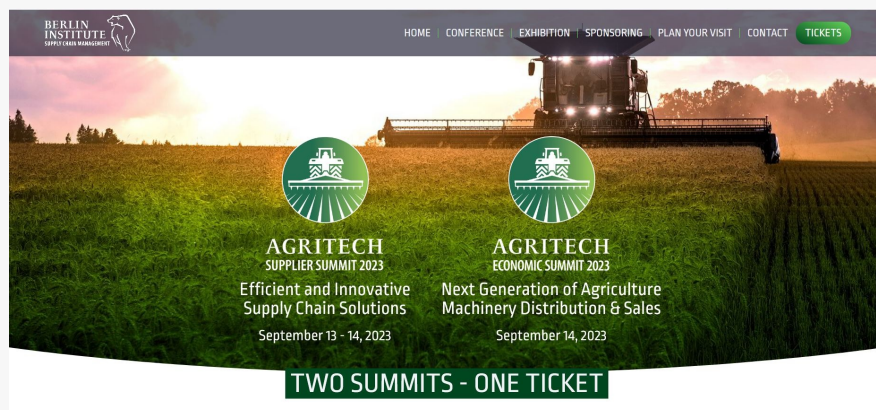 BERLIN
INSTITUTE
SUPPLY CHAIN MANAGEMENT
HOME | CONFERENCE | EXHIBITION | SPONSORING | PLAN YOUR VISIT | CONTACT TICKETS
AGRITECH
SUPPLIER SUMMIT 2023
Efficient and Innovative
Supply Chain Solutions
September 13 - 14, 2023
AGRITECH
ECONOMIC SUMMIT 2023
Next Generation of Agriculture
Machinery Distribution & Sales
September 14, 2023
TWO SUMMITS - ONE TICKET